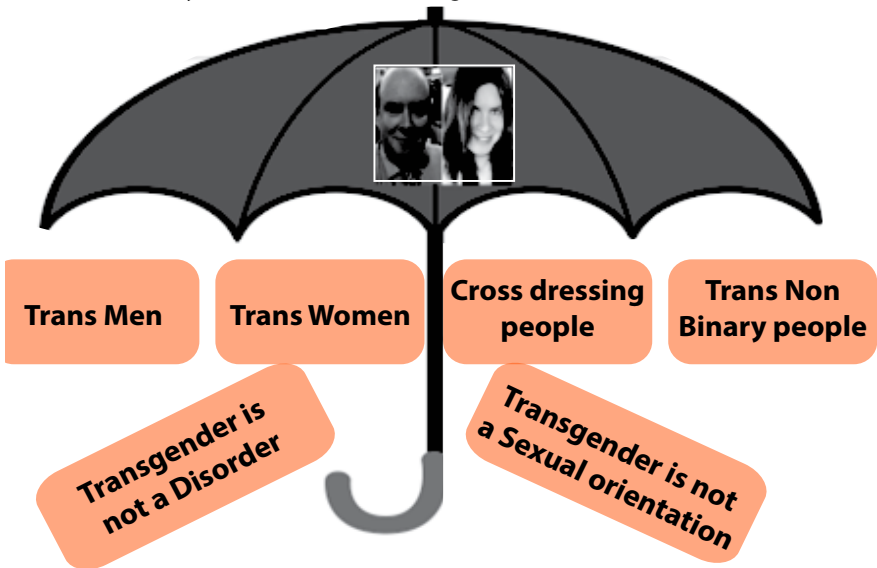 Trans Men
Trans Women
Cross dressing
people
Trans Non
Binary people
Transgender is
not a Disorder
Transgender is not
a Sexual orientation